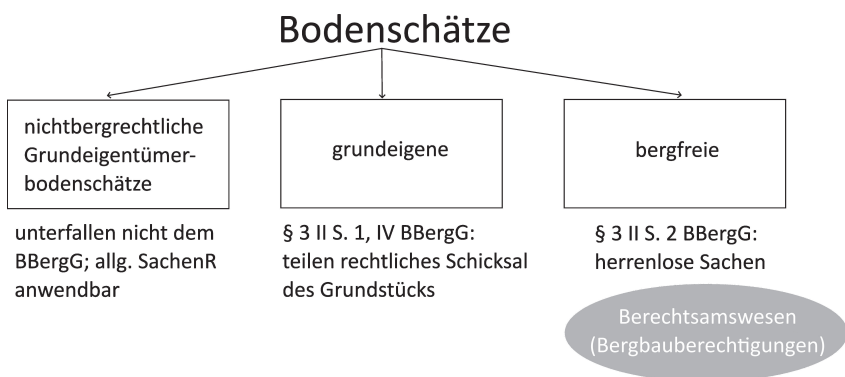 Bodenschätze
nichtbergrechtliche
Grundeigentümer-
bodenschätze
unterfallen nicht dem
BBergG; allg. SachenR
anwendbar
grundeigene
§ 3 II S. 1, IV BBergG:
teilen rechtliches Schicksal
des Grundstücks
bergfreie
§ 3 II S. 2 BBergG:
herrenlose Sachen
Berechtsamswesen
(Bergbauberechtigungen)